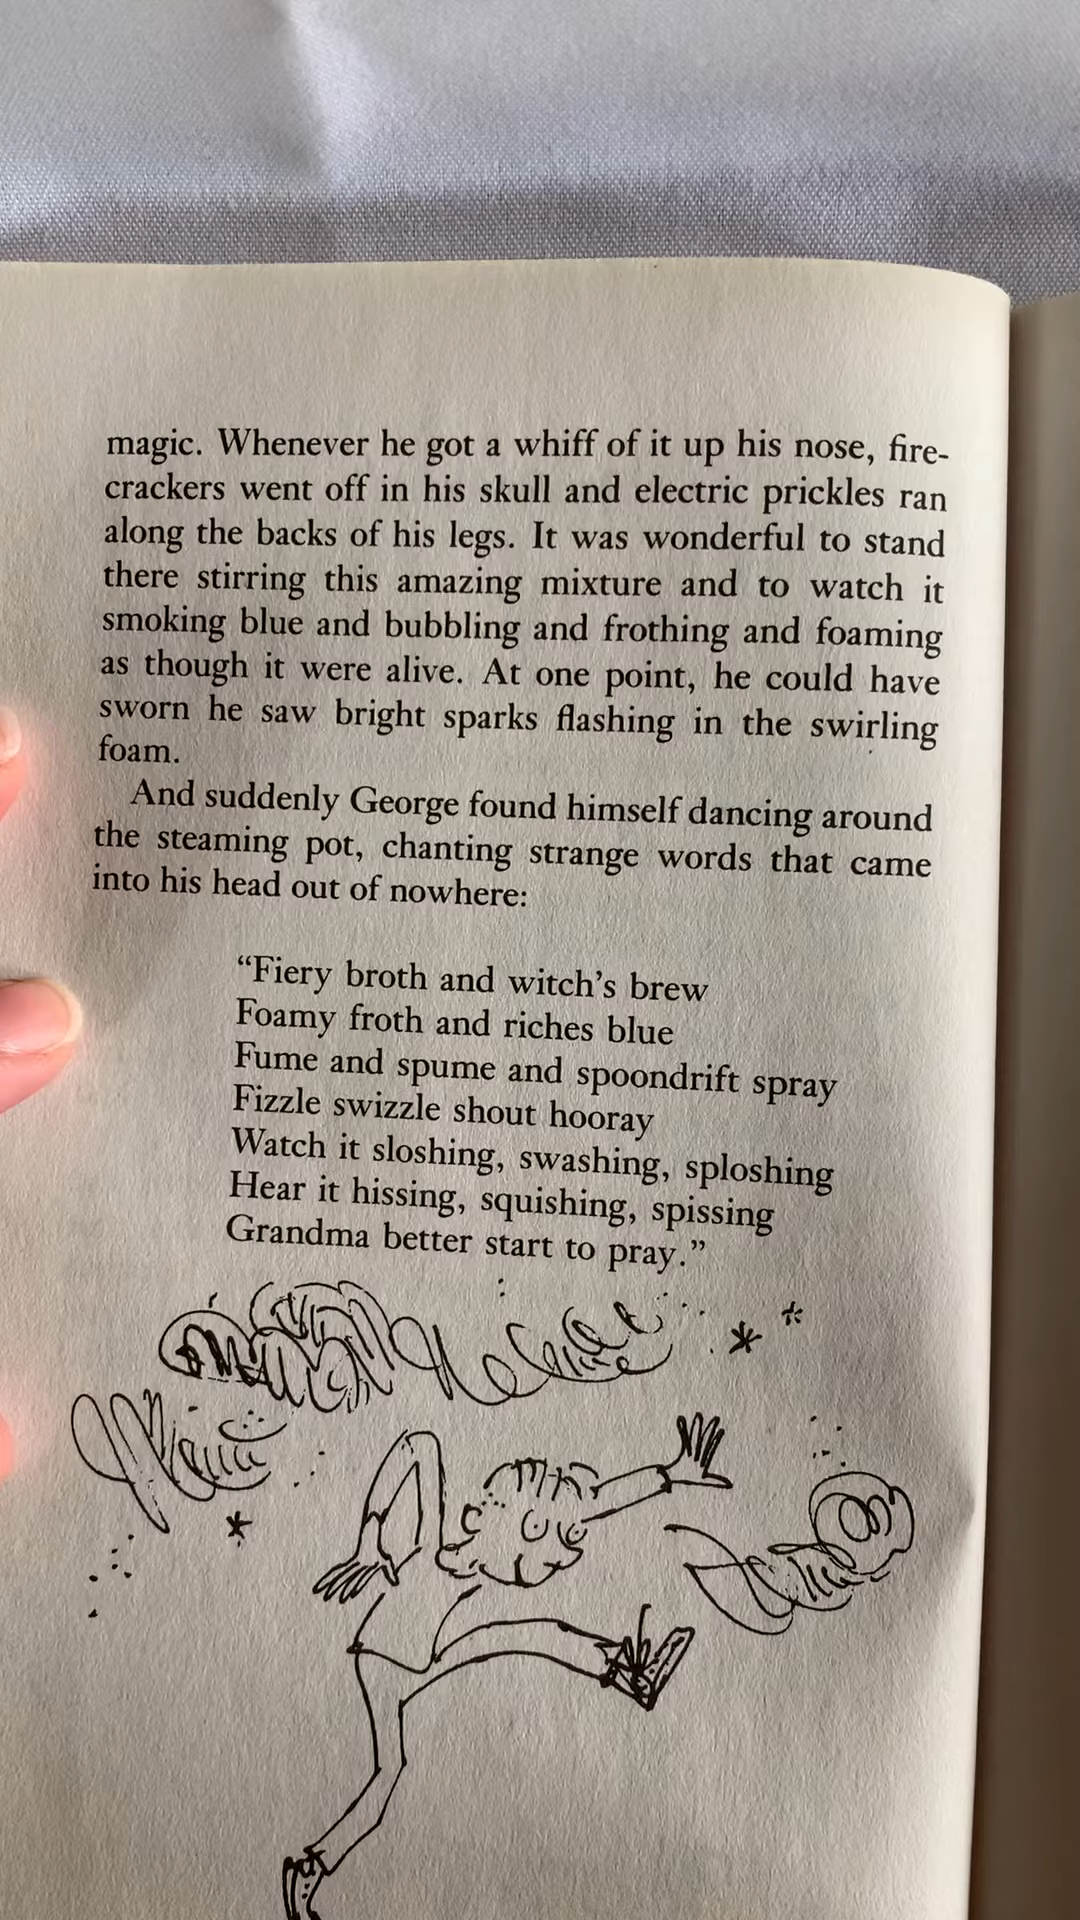 magic. Whenever he got a whiff of it up his nose, fire-
crackers went off in his skull and electric prickles ran
along the backs of his legs. It was wonderful to stand
there stirring this amazing mixture and to watch it
smoking blue and bubbling and frothing and foaming
as though it were alive. At one point, he could have
sworn he saw bright sparks flashing in the swirling
foam.
And suddenly George found himself dancing around
the steaming pot, chanting strange words that came
into his head out of nowhere:
“Fiery broth and witch’s brew
Foamy froth and riches blue
Fume and spume and spoondrift spray
Fizzle swizzle shout hooray
Watch it sloshing, swashing, sploshing
Hear it hissing, squishing, spissing
Grandma better start to pray.”